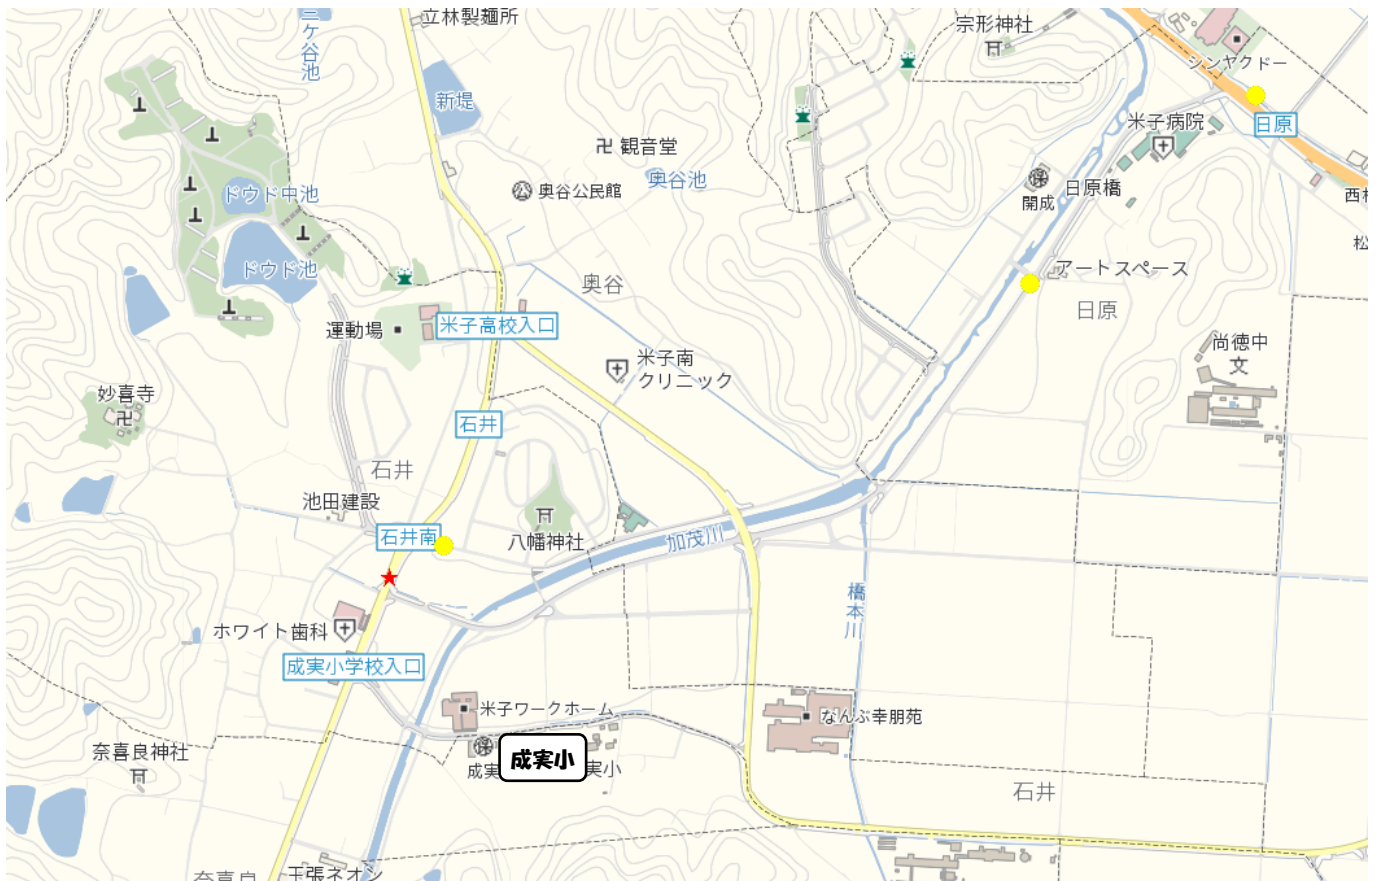 立林製麺所
三ケ谷池
宗形神社
シンヤクドー
新堤
日原
米子病院
観音堂
奥谷池
奥谷公民館
ドウド中池
開成
日原橋
ドウド池
アートスペース
奥谷
日原
運動場
米子高校入口
米子南
クリニック
尚徳中
文
妙喜寺
石井
石井
池田建設
石井南
八幡神社
加茂川
橋本川
ホワイト歯科
成実小学校入口
米子ワークホーム
なんぶ幸朋苑
奈喜良神社
成実小
成実
実小
石井